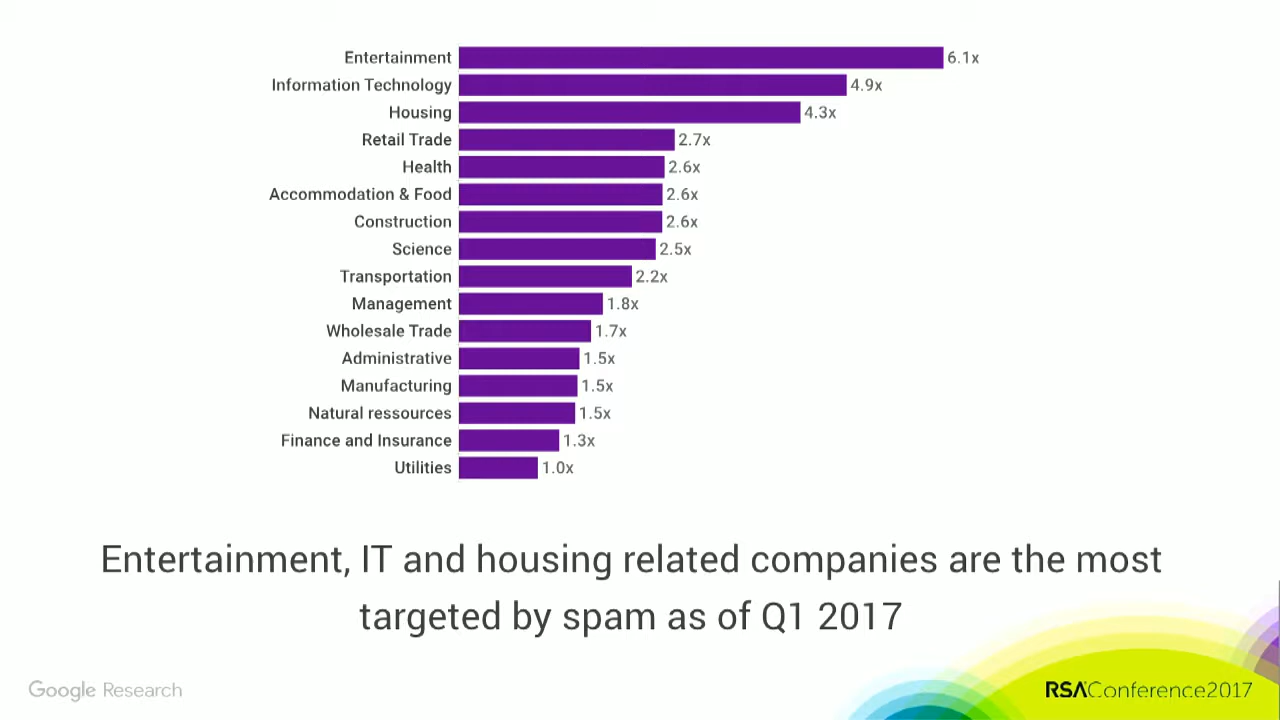 Entertainment 6.1x
Information Technology 4.9x
Housing 4.3x
Retail Trade 2.7x
Health 2.6x
Accommodation & Food 2.6x
Construction 2.6x
Science 2.5x
Transportation 2.2x
Management 1.8x
Wholesale Trade 1.7x
Administrative 1.5x
Manufacturing 1.5x
Natural ressources 1.5x
Finance and Insurance 1.3x
Utilities 1.0x
Entertainment, IT and housing related companies are the most
targeted by spam as of Q1 2017
Google Research
RSAConference2017